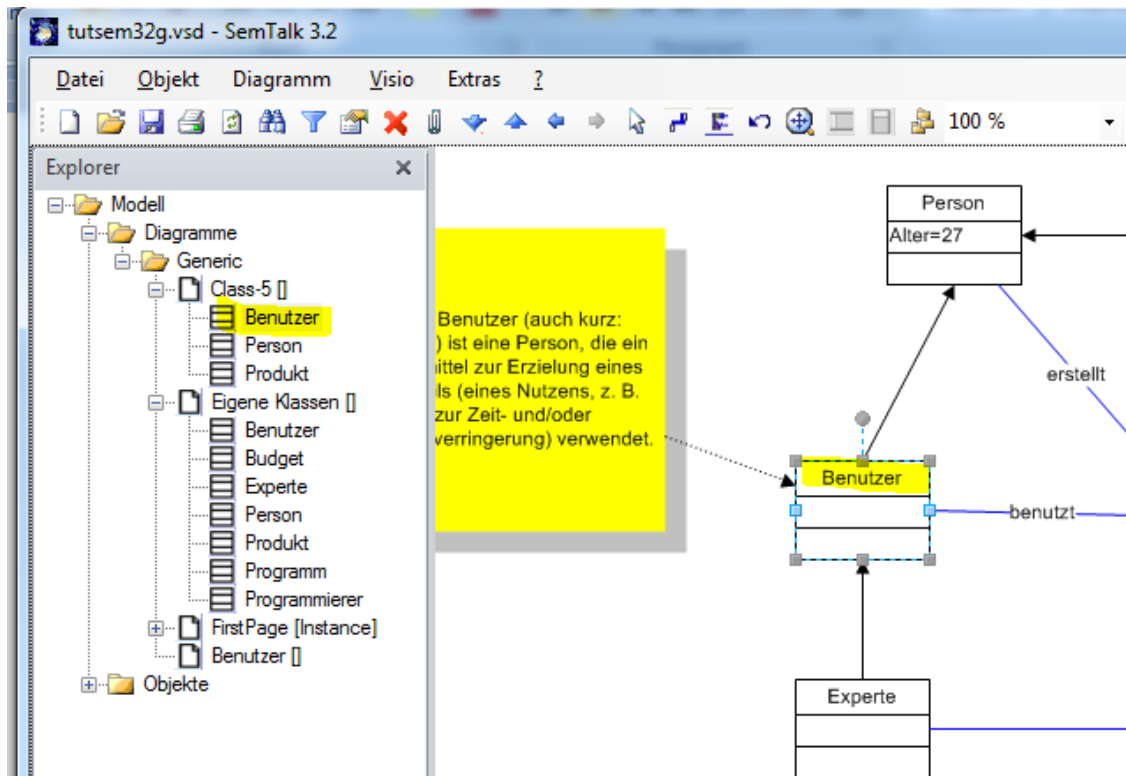 tutsem32g.vsd - SemTalk 3.2
Datei Objekt Diagramm Visio Extras ?
100 %
Explorer
Modell
Diagramme
Generic
Class-5 []
Benutzer
Person
Produkt
Eigene Klassen []
Benutzer
Budget
Experte
Person
Produkt
Programm
Programmierer
FirstPage [Instance]
Benutzer []
Objekte
Benutzer (auch kurz:
) ist eine Person, die ein
ittel zur Erzielung eines
ils (eines Nutzens, z. B.
zur Zeit- und/oder
verringerung) verwendet.
Person
Alter=27
erstellt
Benutzer
benutzt
Experte